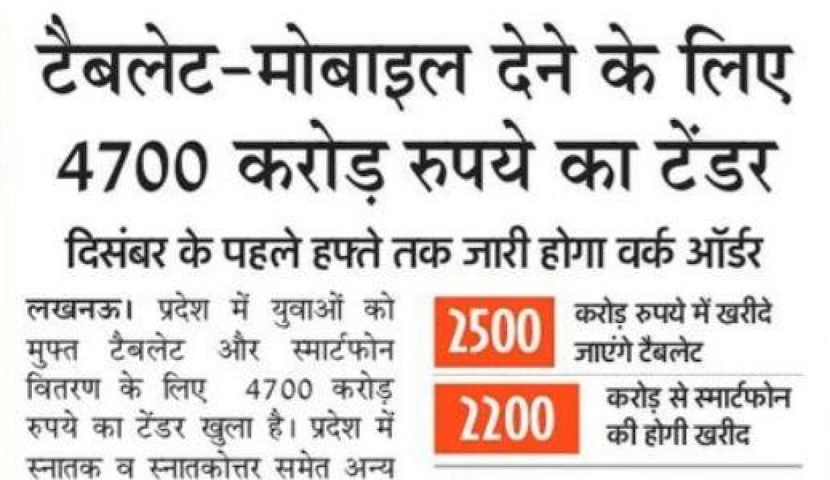 टैबलेट-मोबाइल देने के लिए
4700 करोड़ रुपये का टेंडर
दिसंबर के पहले हफ्ते तक जारी होगा वर्क ऑर्डर
लखनऊ। प्रदेश में युवाओं को
मुफ्त टैबलेट और स्मार्टफोन
वितरण के लिए 4700 करोड़
रुपये का टेंडर खुला है। प्रदेश में
स्नातक व स्नातकोत्तर समेत अन्य
2500 करोड़ रुपये में खरीदे
जाएंगे टैबलेट
2200 करोड़ से स्मार्टफोन
की होगी खरीद